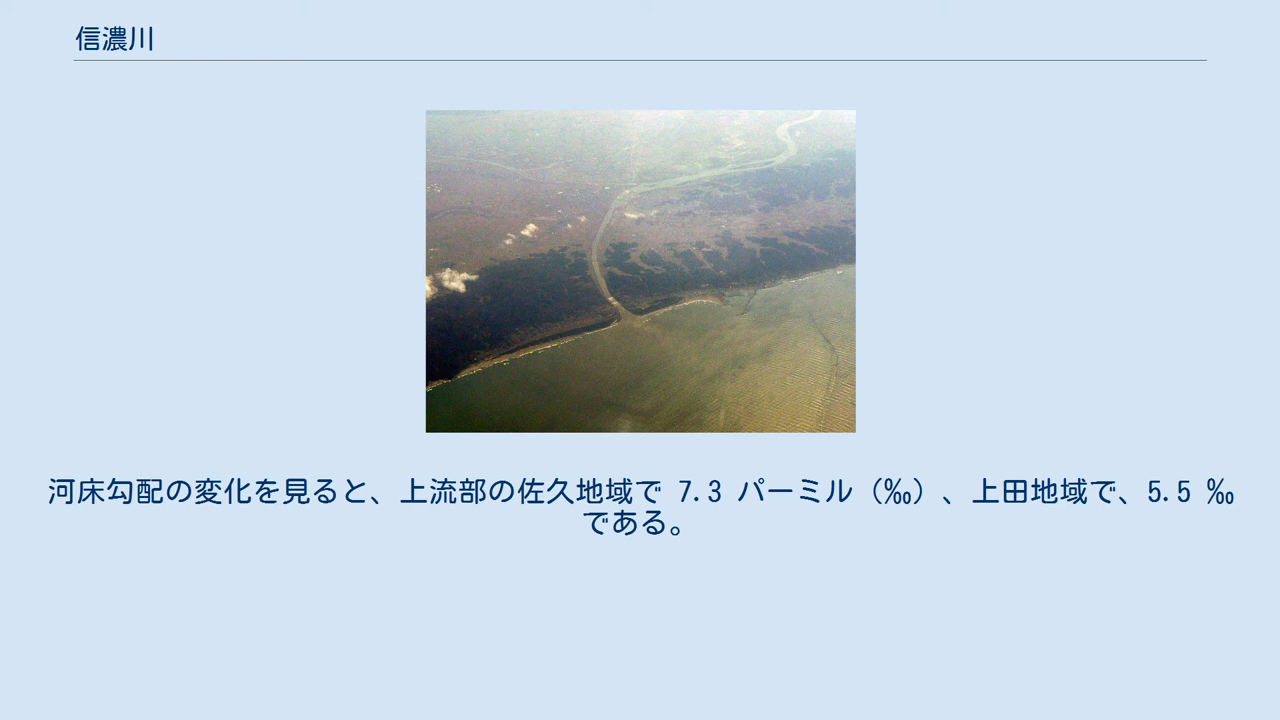 信濃川
河床勾配の変化を見ると、上流部の佐久地域で 7.3 パーミル（‰）、上田地域で、5.5 ‰
である。